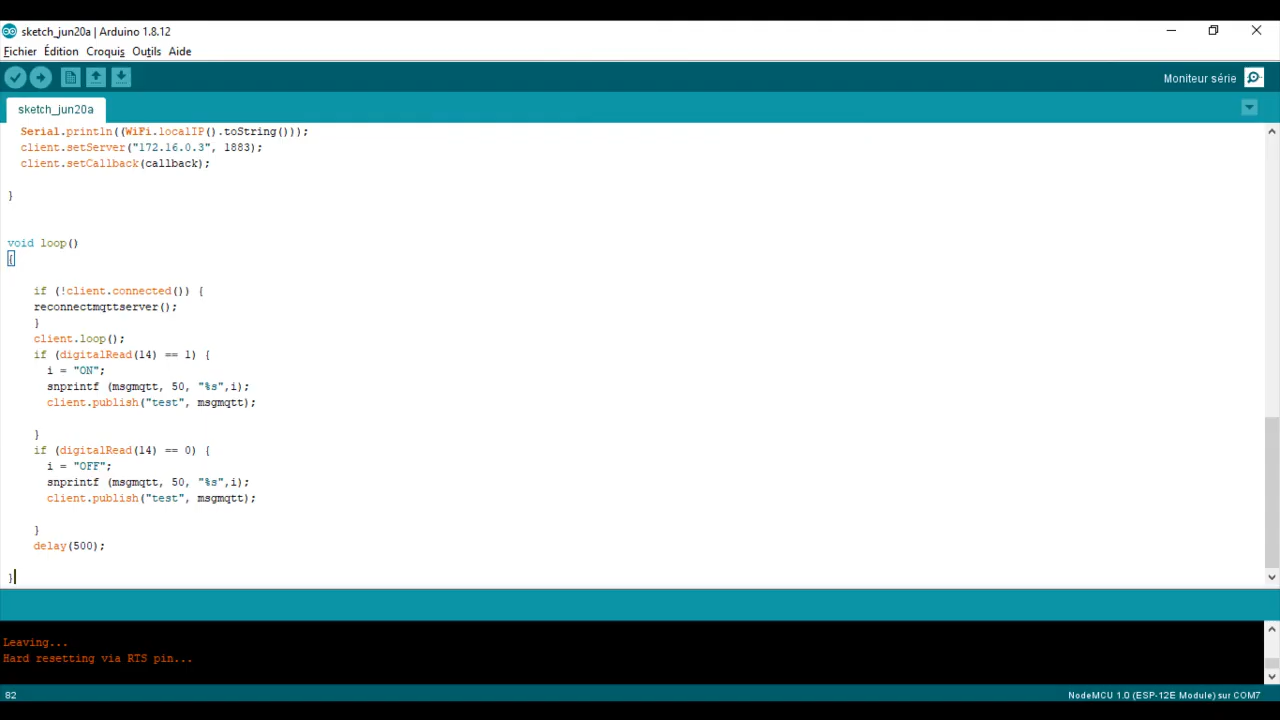 sketch_jun20a | Arduino 1.8.12
Fichier Édition Croquis Outils Aide
Moniteur série
sketch_jun20a
Serial.println((WiFi.localIP().toString()));
client.setServer("172.16.0.3", 1883);
client.setCallback(callback);
}
void loop()
{
if (!client.connected()) {
reconnectmqttserver();
}
client.loop();
if (digitalRead(14) == 1) {
i = "ON";
snprintf (msgmqtt, 50, "%s",i);
client.publish("test", msgmqtt);
}
if (digitalRead(14) == 0) {
i = "OFF";
snprintf (msgmqtt, 50, "%s",i);
client.publish("test", msgmqtt);
}
delay(500);
}
Leaving...
Hard resetting via RTS pin...
82
NodeMCU 1.0 (ESP-12E Module) sur COM7